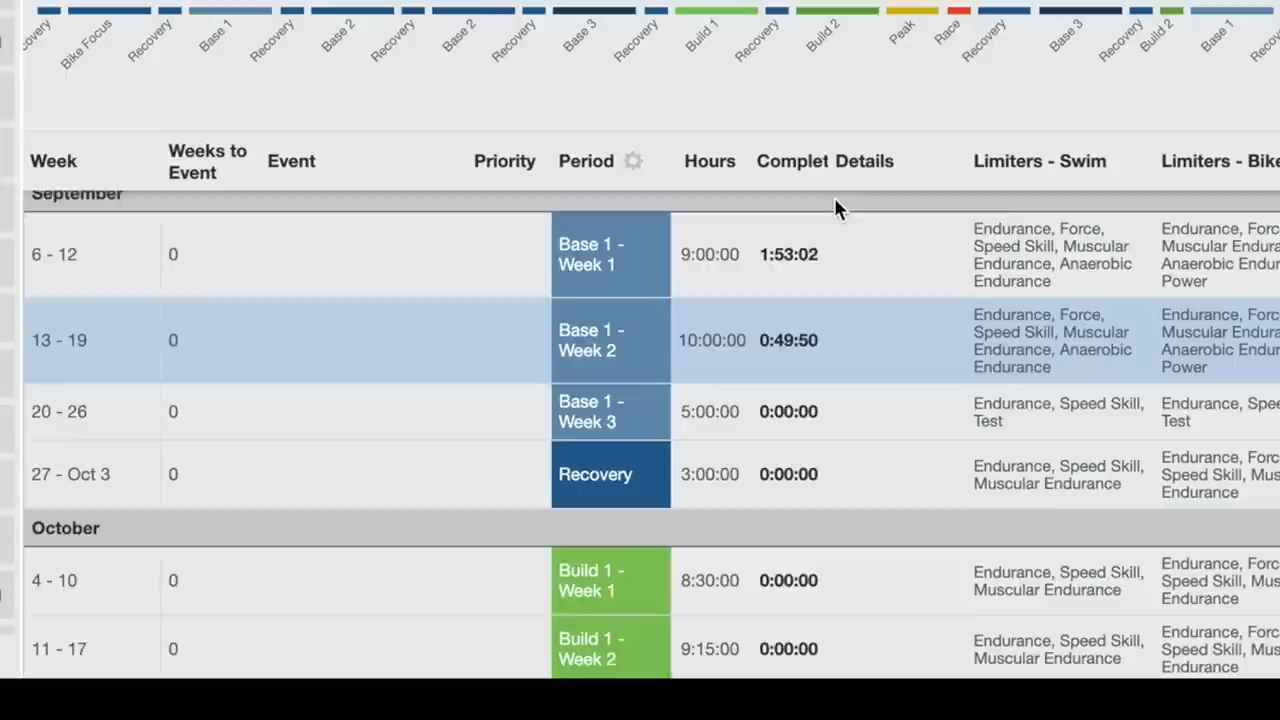 Bike Focus
Recovery
Base 1
Recovery
Base 2
Recovery
Base 2
Recovery
Base 3
Recovery
Build 1
Recovery
Build 2
Peak
Race
Recovery
Base 3
Recovery
Build 2
Base 1
Week
Weeks to
Event
Event
Priority
Period
Hours
Complet
Details
Limiters - Swim
Limiters - Bike
September
6 - 12
0
Base 1 -
Week 1
9:00:00
1:53:02
Endurance, Force,
Speed Skill, Muscular
Endurance, Anaerobic
Endurance
Endurance, Forc
Muscular Endura
Anaerobic Endur
Power
13 - 19
0
Base 1 -
Week 2
10:00:00
0:49:50
Endurance, Force,
Speed Skill, Muscular
Endurance, Anaerobic
Endurance
Endurance, Forc
Muscular Endura
Anaerobic Endur
Power
20 - 26
0
Base 1 -
Week 3
5:00:00
0:00:00
Endurance, Speed Skill,
Test
Endurance, Spee
Test
27 - Oct 3
0
Recovery
3:00:00
0:00:00
Endurance, Speed Skill,
Muscular Endurance
Endurance, Forc
Speed Skill, Mus
Endurance
October
4 - 10
0
Build 1 -
Week 1
8:30:00
0:00:00
Endurance, Speed Skill,
Muscular Endurance
Endurance, Forc
Speed Skill, Mus
Endurance
11 - 17
0
Build 1 -
Week 2
9:15:00
0:00:00
Endurance, Speed Skill,
Muscular Endurance
Endurance, Forc
Speed Skill, Mus
Endurance